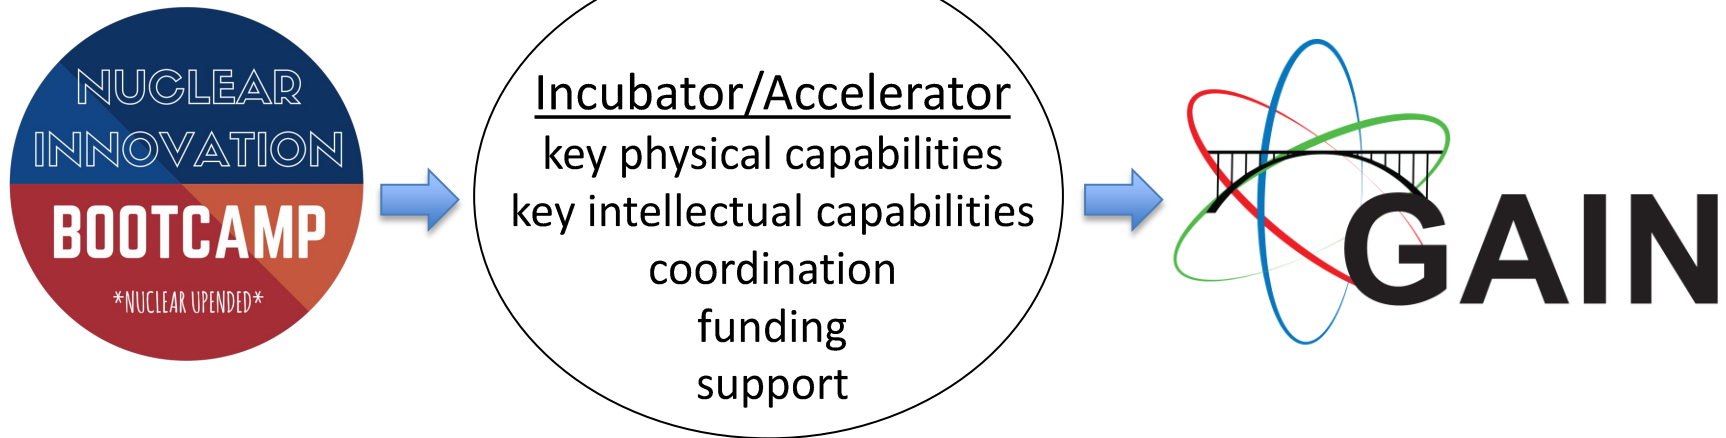 NUCLEAR
INNOVATION
BOOTCAMP
*NUCLEAR UPENDED*
Incubator/Accelerator
key physical capabilities
key intellectual capabilities
coordination
funding
support
GAIN